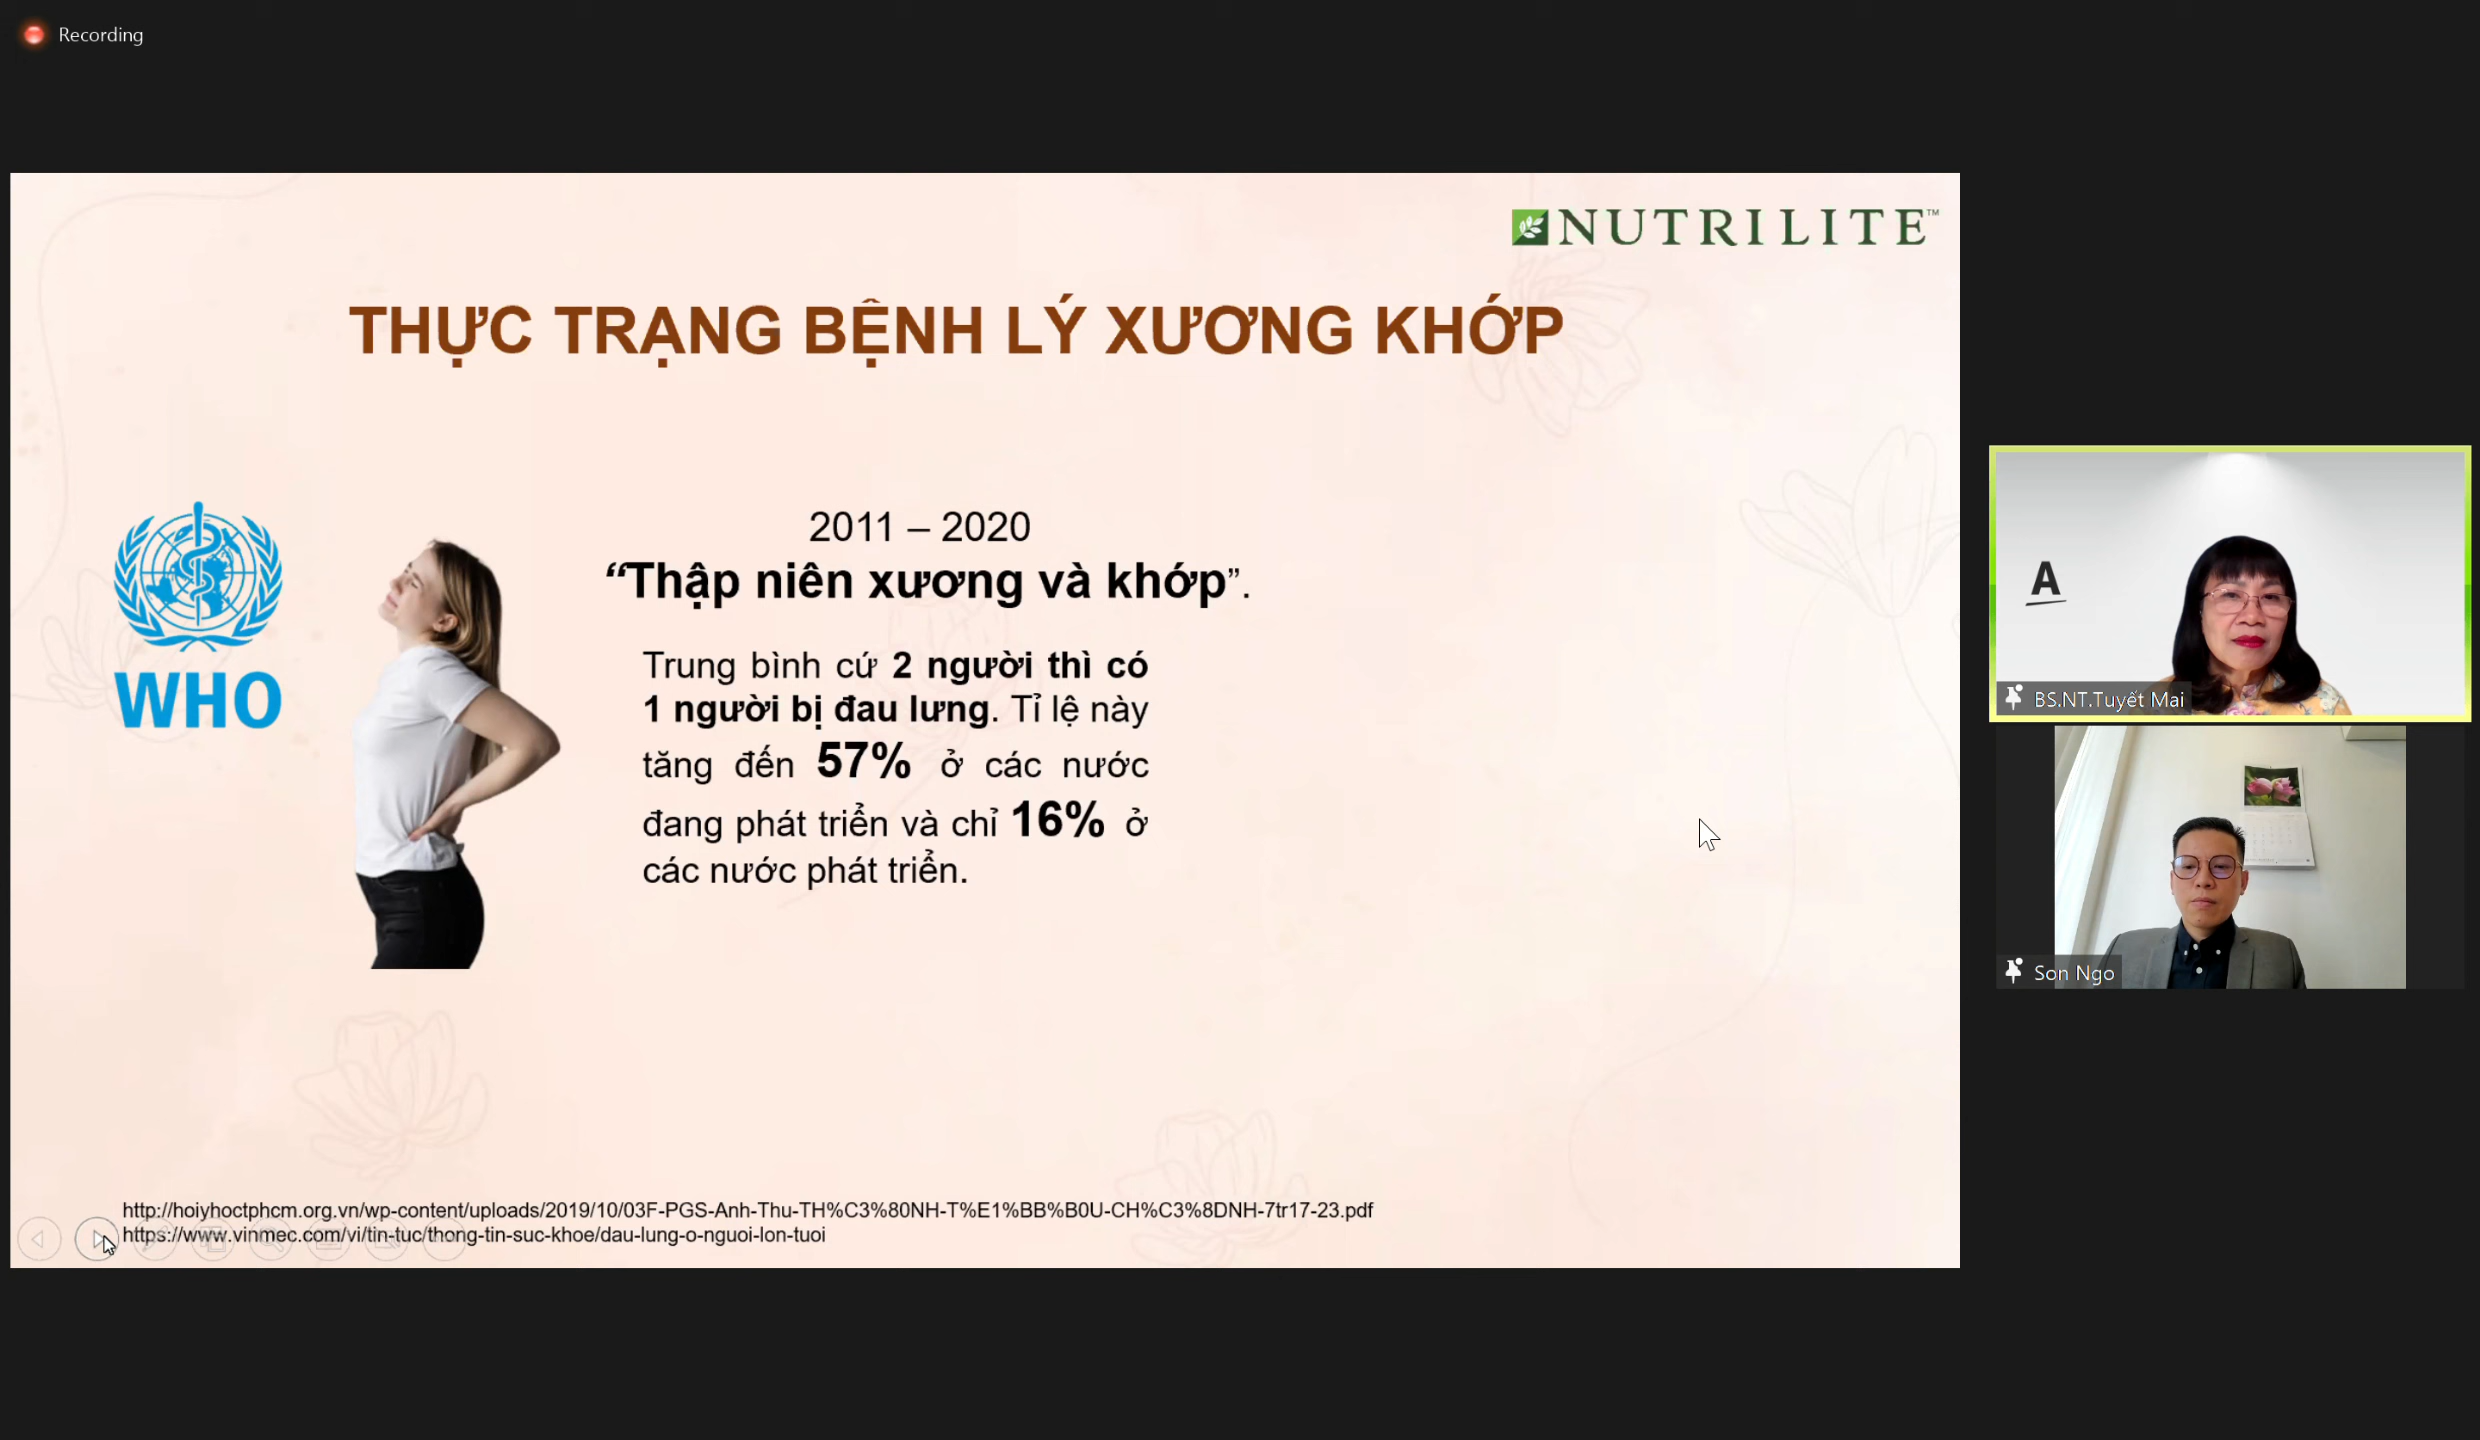 Recording
NUTRILITE™
THỰC TRẠNG BỆNH LÝ XƯƠNG KHỚP
WHO
2011 – 2020
“Thập niên xương và khớp”.
Trung bình cứ 2 người thì có
1 người bị đau lưng. Tỉ lệ này
tăng đến 57% ở các nước
đang phát triển và chỉ 16% ở
các nước phát triển.
http://hoiyhoctphcm.org.vn/wp-content/uploads/2019/10/03F-PGS-Anh-Thu-TH%C3%80NH-T%E1%BB%B0U-CH%C3%8DNH-7tr17-23.pdf
https://www.vinmec.com/vi/tin-tuc/thong-tin-suc-khoe/dau-lung-o-nguoi-lon-tuoi
A
BS.NT.Tuyết Mai
Son Ngo